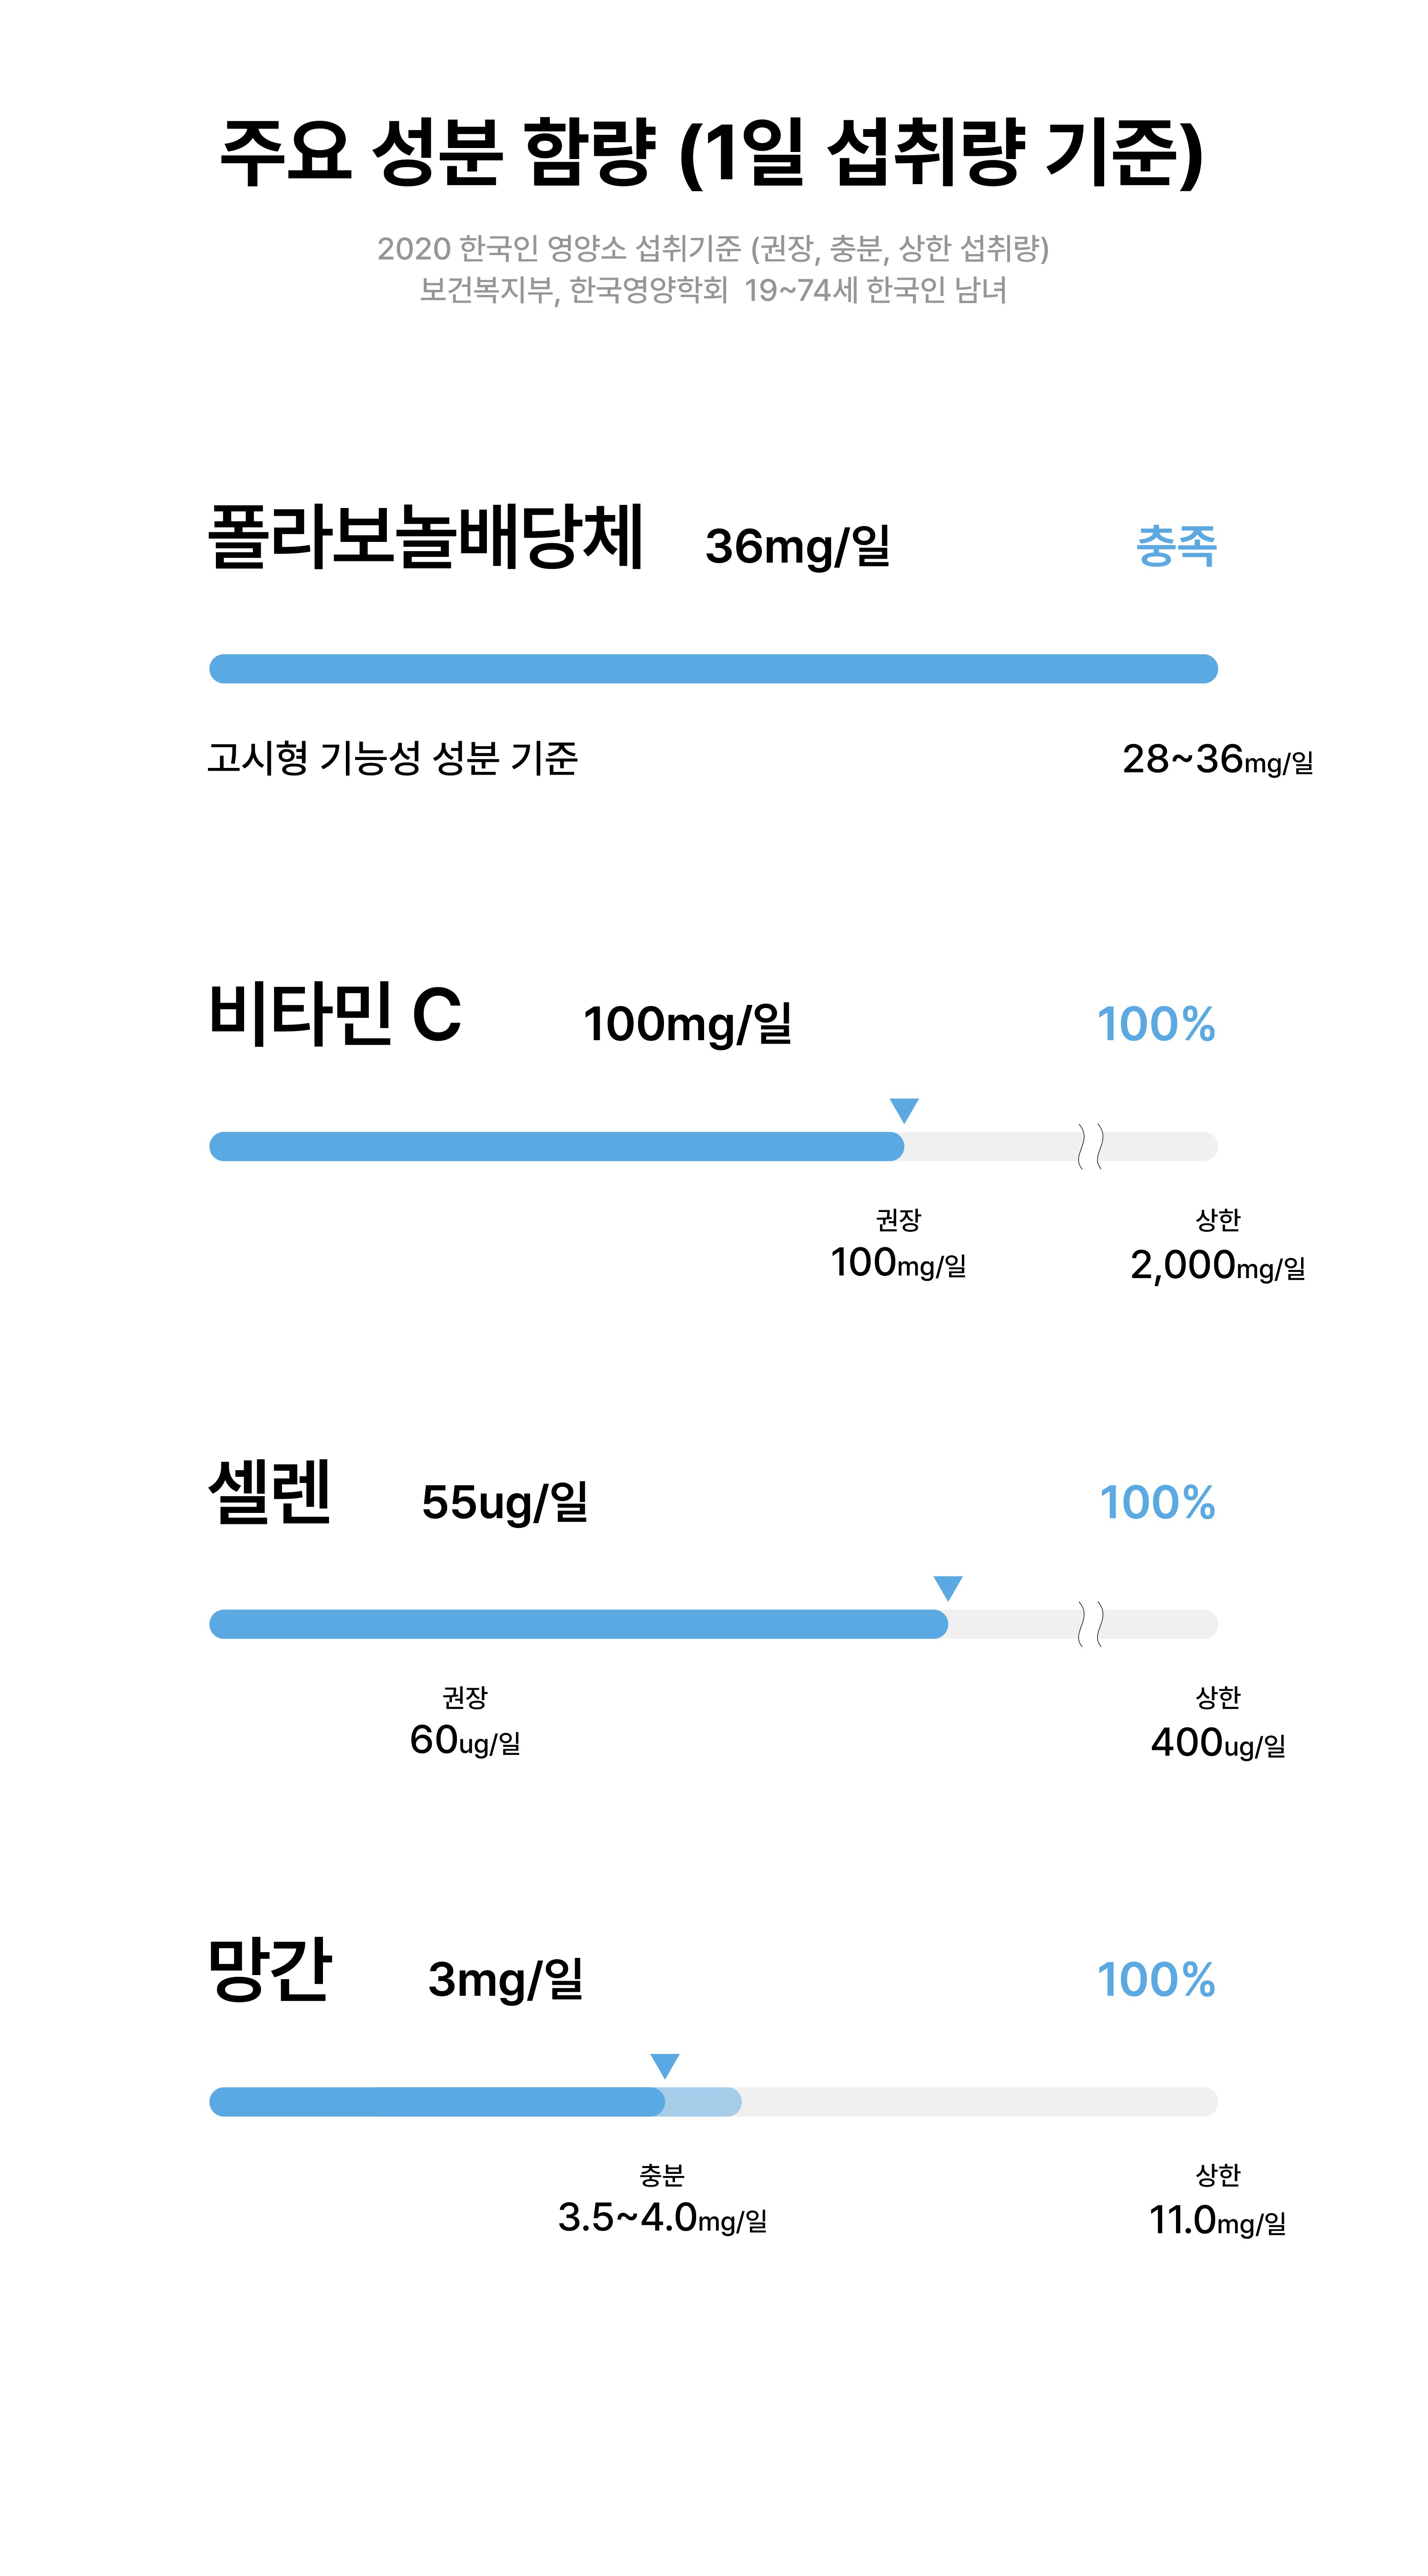 주요 성분 함량 (1일 섭취량 기준)
2020 한국인 영양소 섭취기준 (권장, 충분, 상한 섭취량)
보건복지부, 한국영양학회 19~74세 한국인 남녀
폴라보놀배당체 36mg/일 충족
고시형 기능성 성분 기준 28~36mg/일
비타민 C 100mg/일 100%
권장 상한
100mg/일 2,000mg/일
셀렌 55ug/일 100%
권장 상한
60ug/일 400ug/일
망간 3mg/일 100%
충분 상한
3.5~4.0mg/일 11.0mg/일